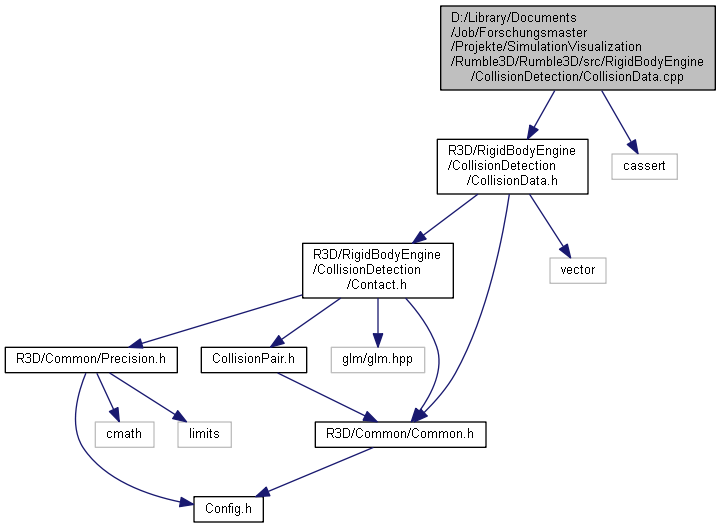 D:/Library/Documents
/Job/Forschungsmaster
/Projekte/SimulationVisualization
/Rumble3D/Rumble3D/src/RigidBodyEngine
/CollisionDetection/CollisionData.cpp
R3D/RigidBodyEngine
/CollisionDetection
/CollisionData.h
cassert
R3D/RigidBodyEngine
/CollisionDetection
/Contact.h
vector
R3D/Common/Precision.h
CollisionPair.h
glm/glm.hpp
cmath
limits
R3D/Common/Common.h
Config.h